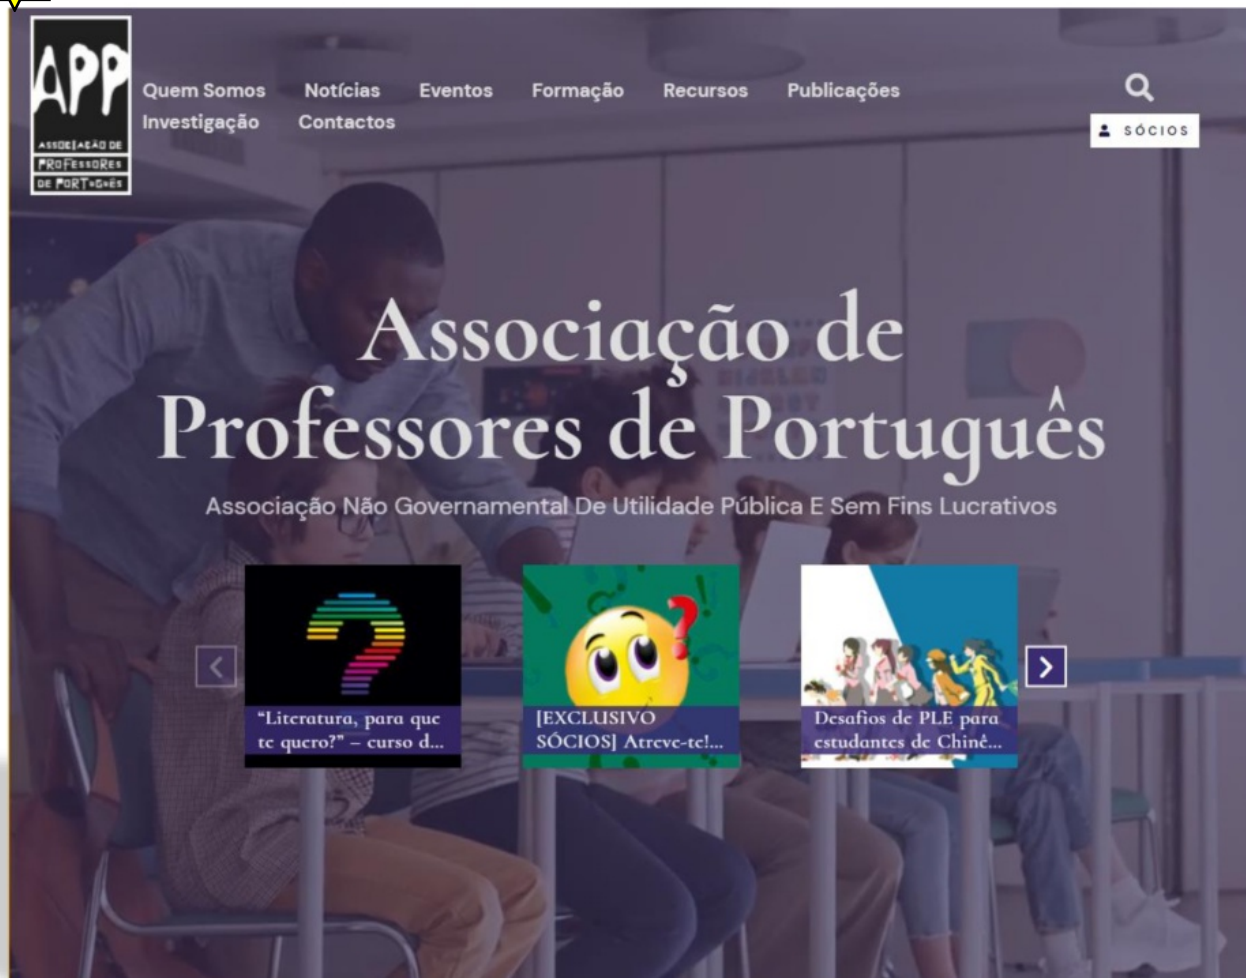 APP
ASSOCIAÇÃO DE
PROFESSORES
DE PORTUGUÊS
Quem Somos Notícias Eventos Formação Recursos Publicações
Investigação Contactos
SÓCIOS
Associação de
Professores de Português
Associação Não Governamental De Utilidade Pública E Sem Fins Lucrativos
“Literatura, para que
te quero?” – curso d...
[EXCLUSIVO
SÓCIOS] Atreve-te!...
Desafios de PLE para
estudantes de Chinê...